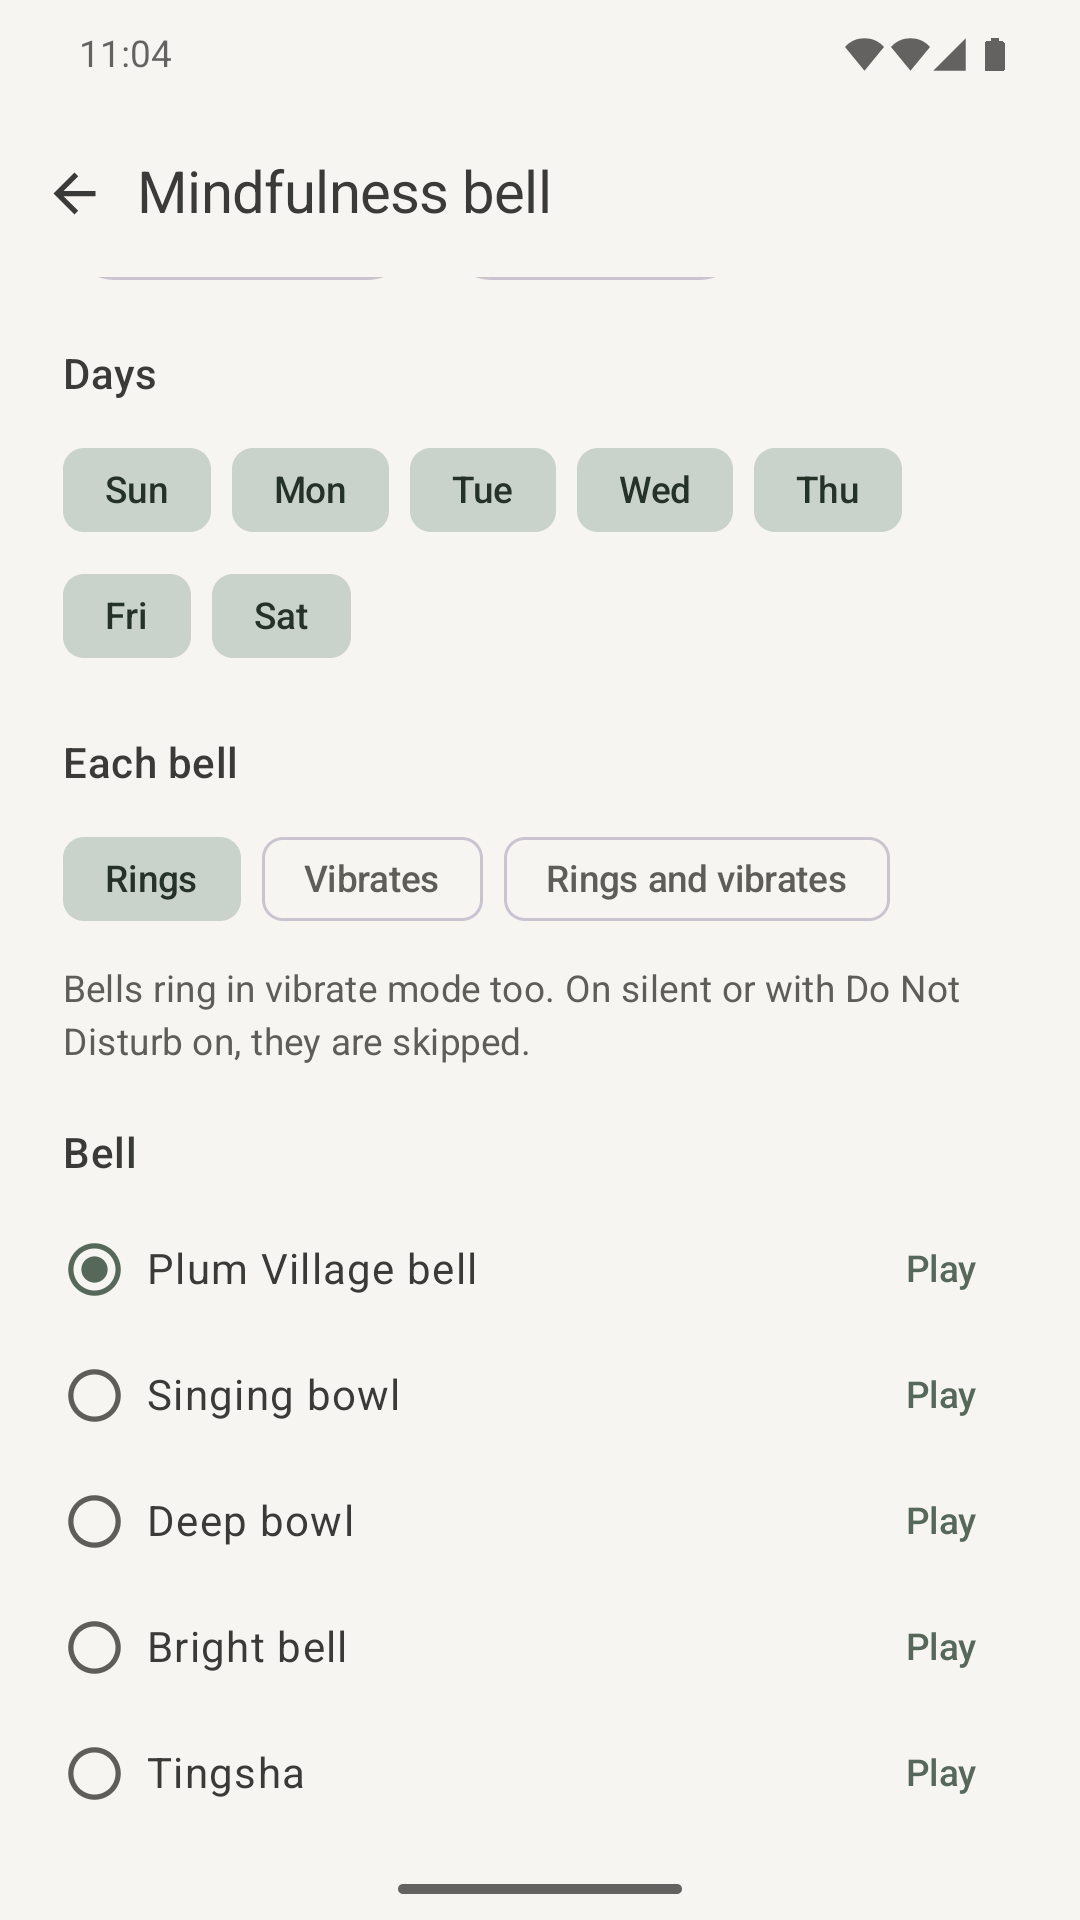 11:04
Mindfulness bell
Days
Sun Mon Tue Wed Thu
Fri Sat
Each bell
Rings Vibrates Rings and vibrates
Bells ring in vibrate mode too. On silent or with Do Not
Disturb on, they are skipped.
Bell
Plum Village bell Play
Singing bowl Play
Deep bowl Play
Bright bell Play
Tingsha Play